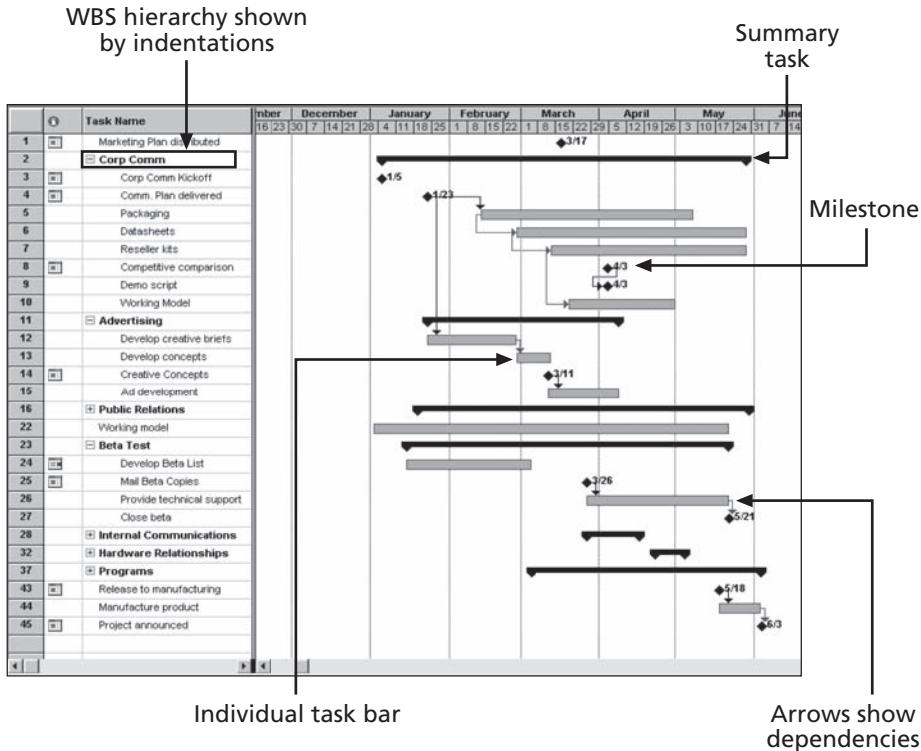 WBS hierarchy shown
by indentations
Summary
task
Task Name
mber December January February March April May June
16 23 30 7 14 21 28 4 11 18 25 1 8 15 22 1 8 15 22 29 5 12 19 26 3 10 17 24 31 7 14
1 Marketing Plan distributed 3/17
2 Corp Comm
3 Corp Comm Kickoff 1/5
4 Comm. Plan delivered 1/23
5 Packaging
6 Datasheets
7 Reseller kits
8 Competitive comparison 4/3
9 Demo script 4/3
10 Working Model
11 Advertising
12 Develop creative briefs
13 Develop concepts
14 Creative Concepts 3/11
15 Ad development
16 Public Relations
22 Working model
23 Beta Test
24 Develop Beta List
25 Mail Beta Copies 3/26
26 Provide technical support
27 Close beta 5/21
28 Internal Communications
32 Hardware Relationships
37 Programs
43 Release to manufacturing 5/18
44 Manufacture product
45 Project announced 6/3
Milestone
Individual task bar
Arrows show
dependencies